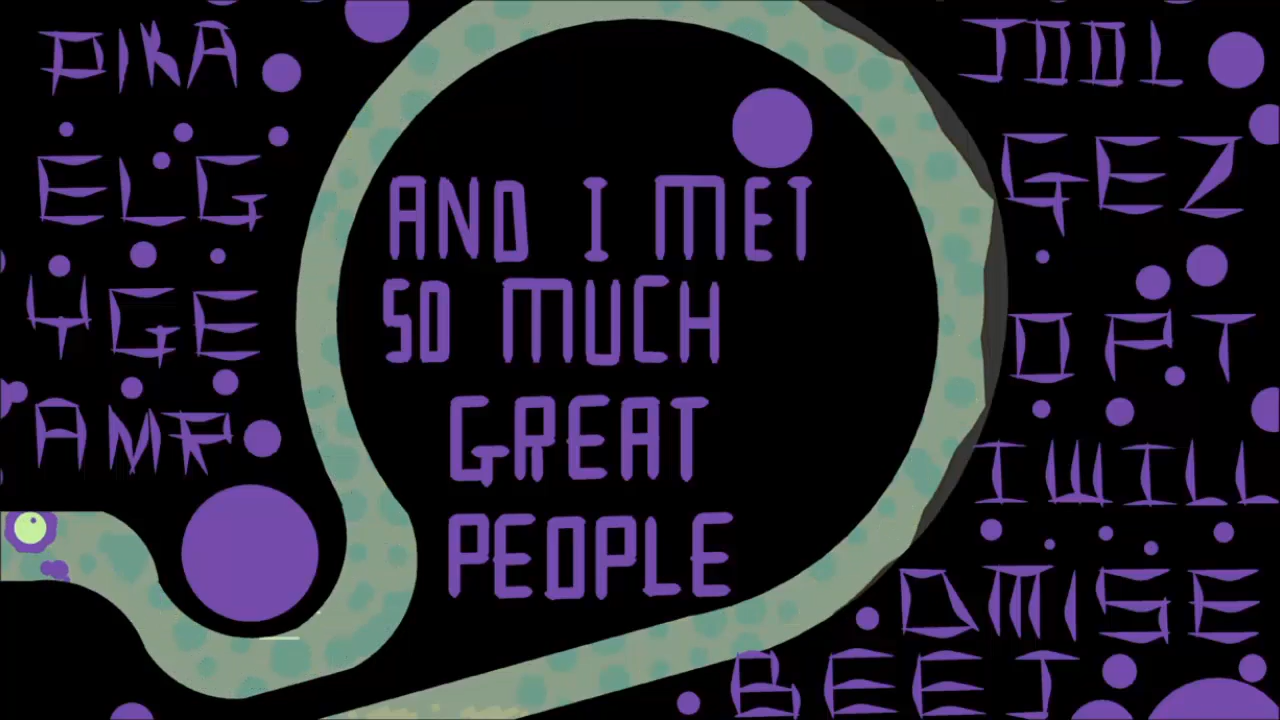 PIKA
ELG
YGE
AMR
AND I MET
SO MUCH
GREAT
PEOPLE
JOOL
GEZ
OPT
IWILL
OMISE
BEEJ